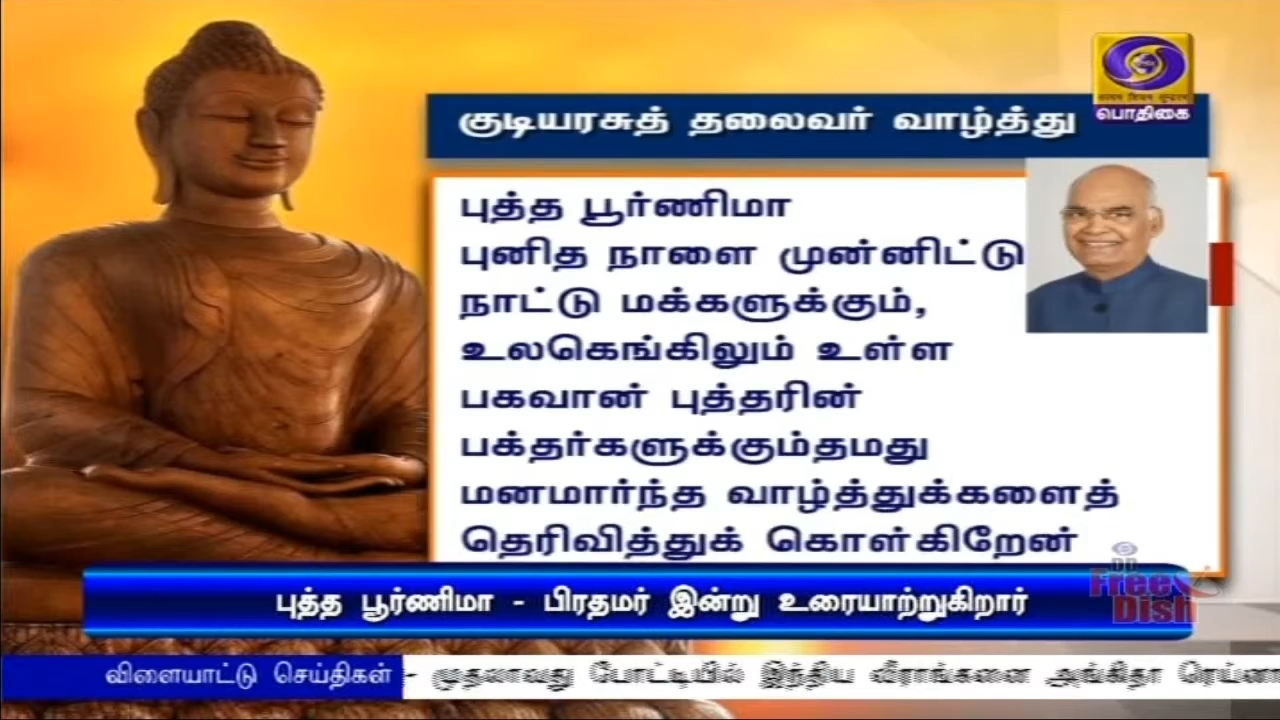 குடியரசுத் தலைவர் வாழ்த்து
பொதிகை
புத்த பூர்ணிமா
புனித நாளை முன்னிட்டு
நாட்டு மக்களுக்கும்,
உலகெங்கிலும் உள்ள
பகவான் புத்தரின்
பக்தர்களுக்கும்தமது
மனமார்ந்த வாழ்த்துக்களைத்
தெரிவித்துக் கொள்கிறேன்
DD
Free
Dish
புத்த பூர்ணிமா - பிரதமர் இன்று உரையாற்றுகிறார்
விளையாட்டு செய்திகள் - முதலாவது போட்டியில் இந்திய வீராங்கனை அங்கிதா ரெய்னா